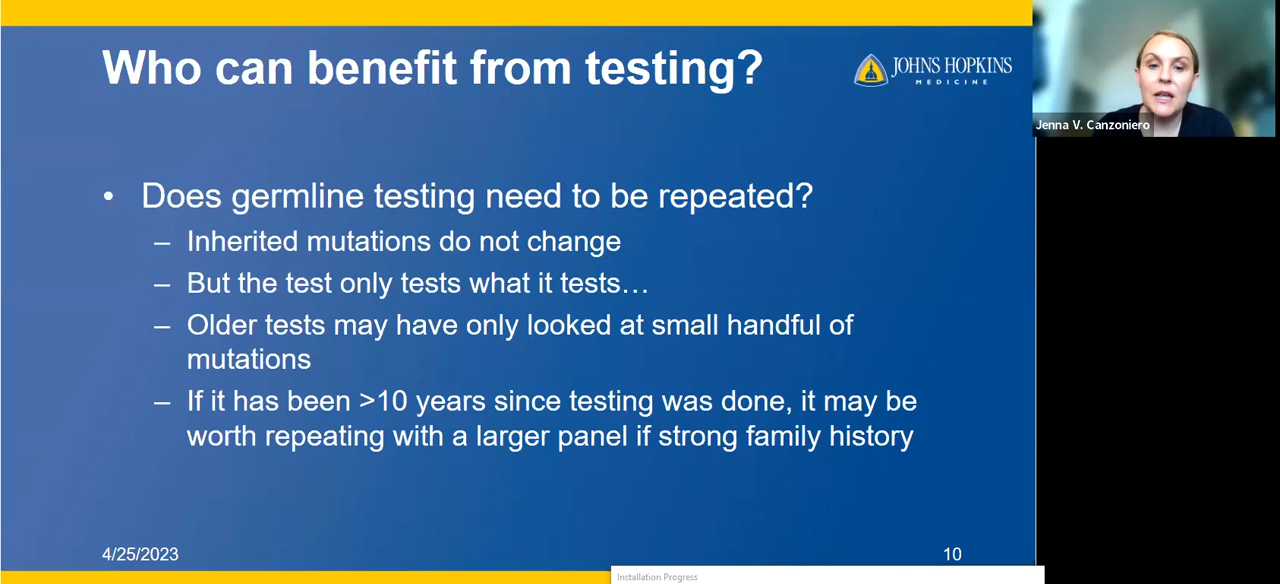 Who can benefit from testing?
JOHNS HOPKINS
MEDICINE
Jenna V. Canzoniero
• Does germline testing need to be repeated?
– Inherited mutations do not change
– But the test only tests what it tests…
– Older tests may have only looked at small handful of
mutations
– If it has been >10 years since testing was done, it may be
worth repeating with a larger panel if strong family history
4/25/2023
10
Installation Progress